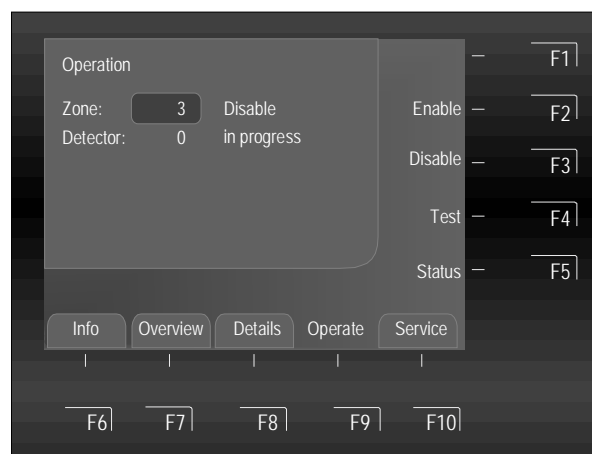 Operation
F1
Zone: 3 Disable
Enable F2
Detector: 0 in progress
Disable F3
Test F4
Status F5
Info Overview Details Operate Service
F6 F7 F8 F9 F10